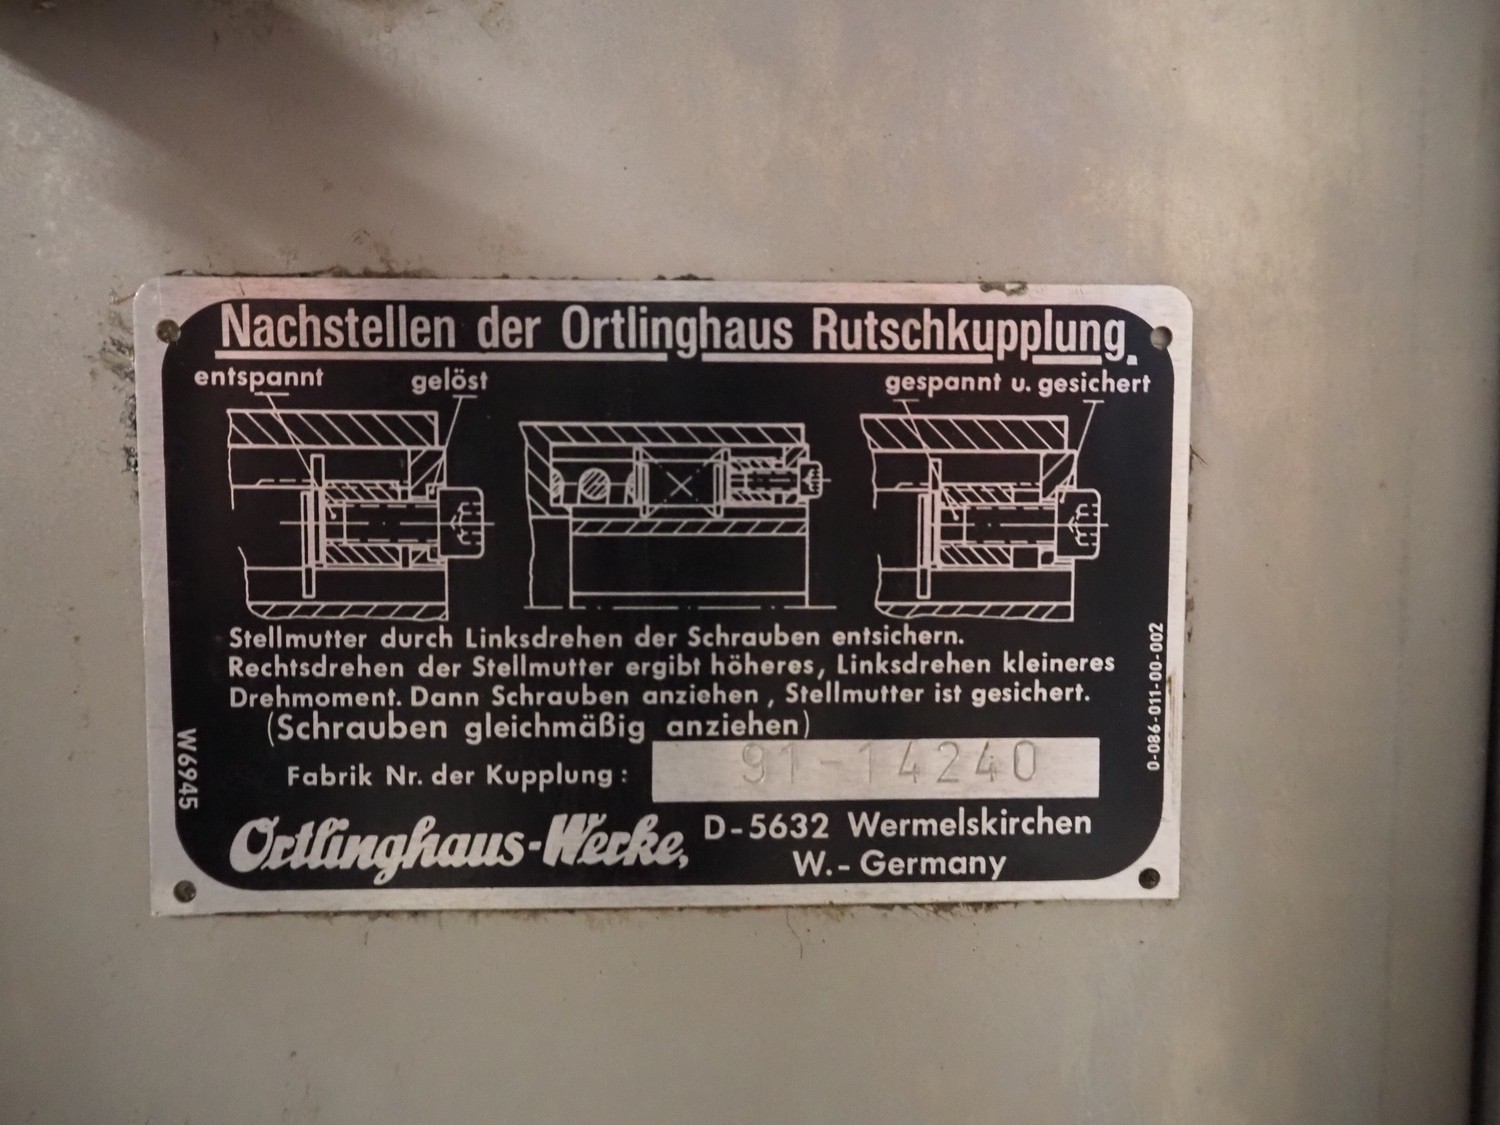 Nachstellen der Ortlinghaus Rutschkupplung.
entspannt gelöst gespannt u. gesichert
Stellmutter durch Linksdrehen der Schrauben entsichern.
Rechtsdrehen der Stellmutter ergibt höheres, Linksdrehen kleineres
Drehmoment. Dann Schrauben anziehen, Stellmutter ist gesichert.
(Schrauben gleichmäßig anziehen)
Fabrik Nr. der Kupplung: 91-14240
Ortlinghaus-Werke, D-5632 Wermelskirchen
W.-Germany
W6945
0-086-011-00-002